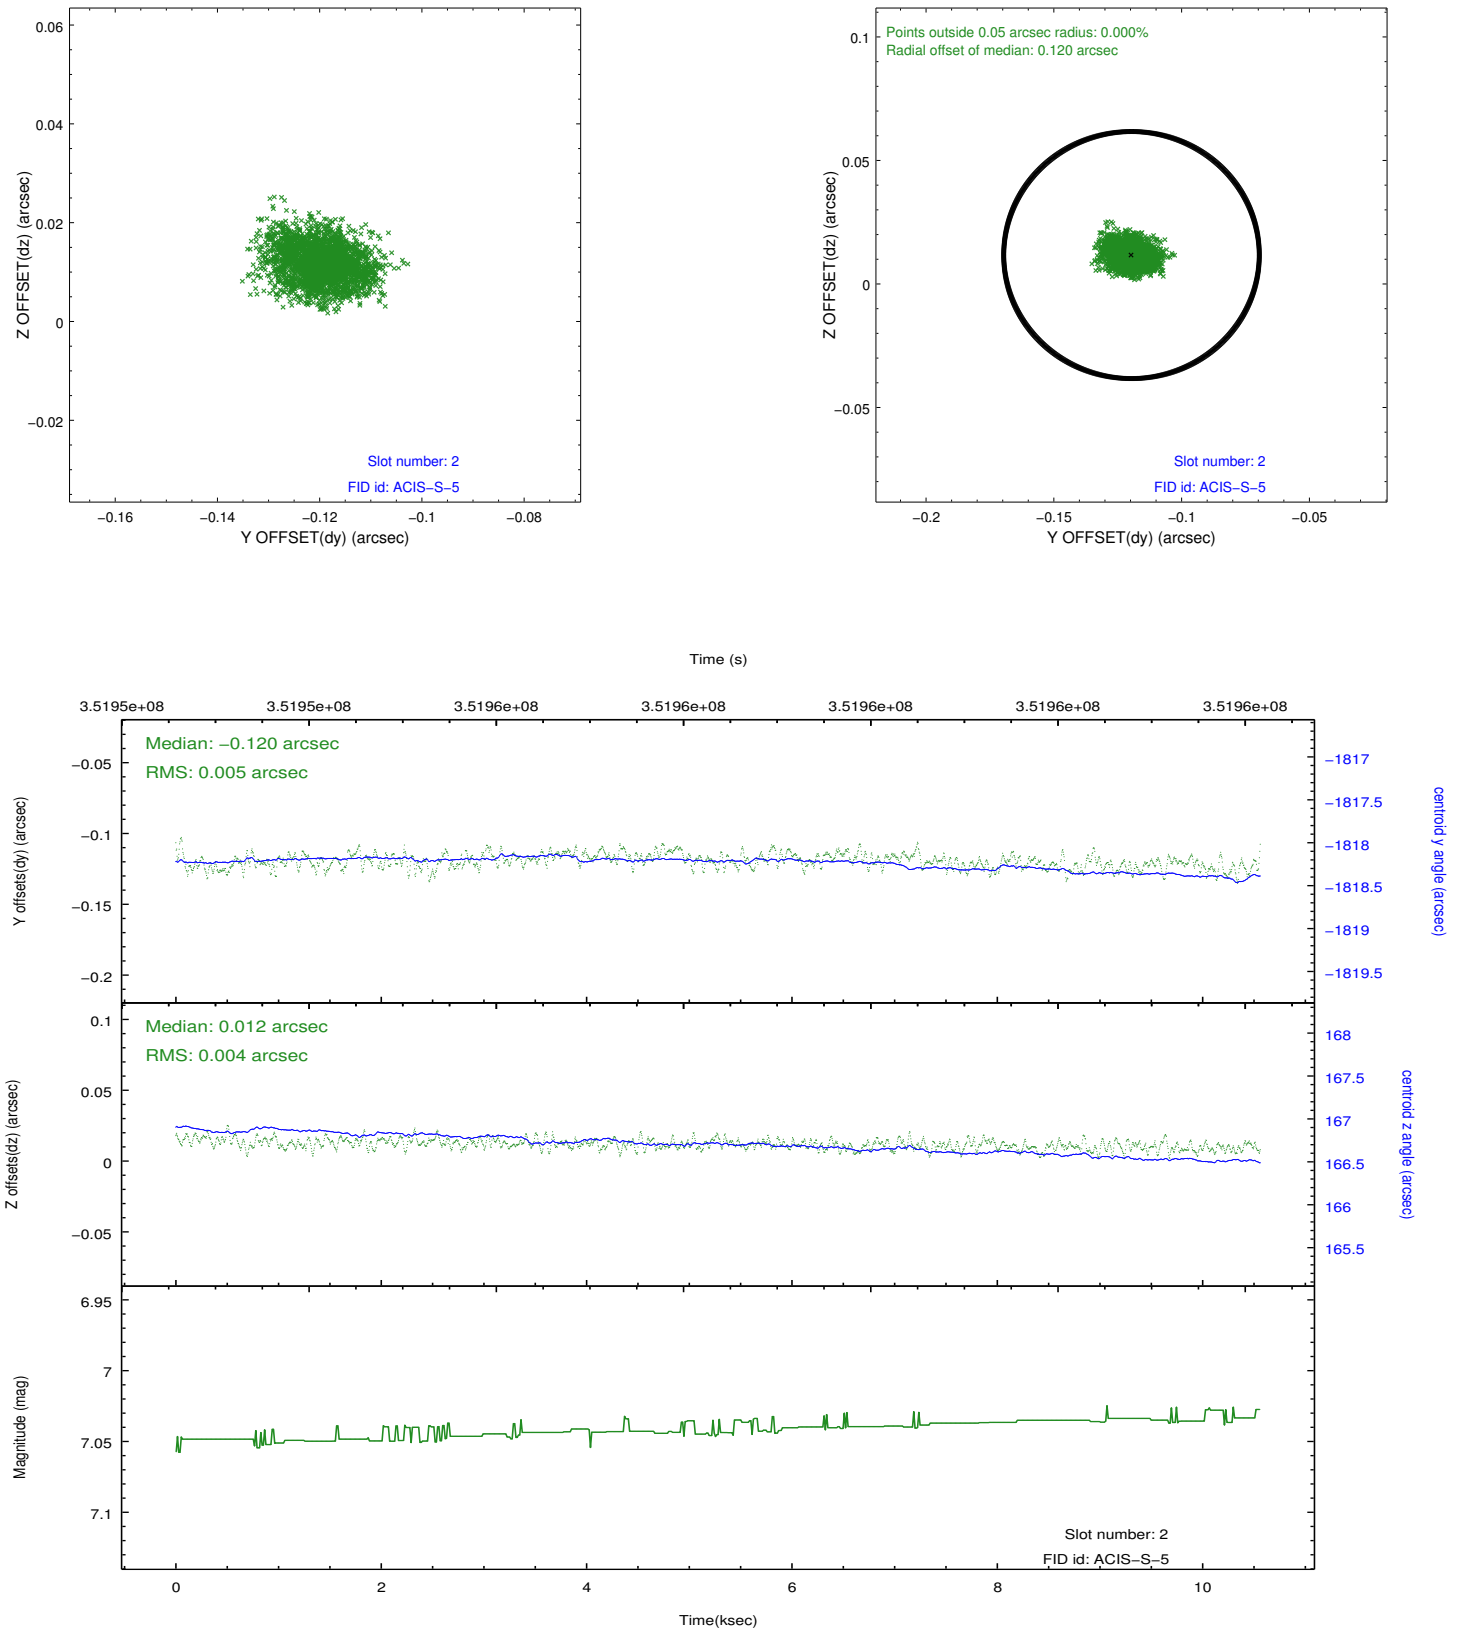 0.06
0.04
0.02
0
−0.02
Z OFFSET(dz) (arcsec)
Slot number: 2
FID id: ACIS−S−5
−0.16 −0.14 −0.12 −0.1 −0.08
Y OFFSET(dy) (arcsec)
Points outside 0.05 arcsec radius: 0.000%
Radial offset of median: 0.120 arcsec
0.1
0.05
0
−0.05
Z OFFSET(dz) (arcsec)
Slot number: 2
FID id: ACIS−S−5
−0.2 −0.15 −0.1 −0.05
Y OFFSET(dy) (arcsec)
Time (s)
3.5195e+08 3.5195e+08 3.5196e+08 3.5196e+08 3.5196e+08 3.5196e+08 3.5196e+08
Median: −0.120 arcsec
RMS: 0.005 arcsec
−0.05
−0.1
−0.15
−0.2
Y offsets(dy) (arcsec)
−1817
−1817.5
−1818
−1818.5
−1819
−1819.5
centroid y angle (arcsec)
Median: 0.012 arcsec
RMS: 0.004 arcsec
0.1
0.05
0
−0.05
Z offsets(dz) (arcsec)
168
167.5
167
166.5
166
165.5
centroid z angle (arcsec)
6.95
7
7.05
7.1
Magnitude (mag)
Slot number: 2
FID id: ACIS−S−5
0 2 4 6 8 10
Time(ksec)